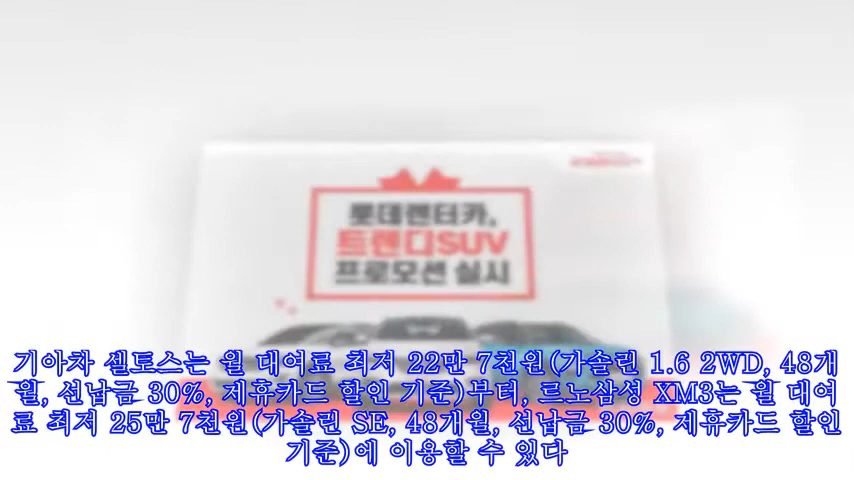 롯데렌터카,
트렌디SUV
프로모션 실시
기아차 셀토스는 월 대여료 최저 22만 7천원(가솔린 1.6 2WD, 48개
월, 선납금 30%, 제휴카드 할인 기준)부터, 르노삼성 XM3는 월 대여
료 최저 25만 7천원(가솔린 SE, 48개월, 선납금 30%, 제휴카드 할인
기준)에 이용할 수 있다